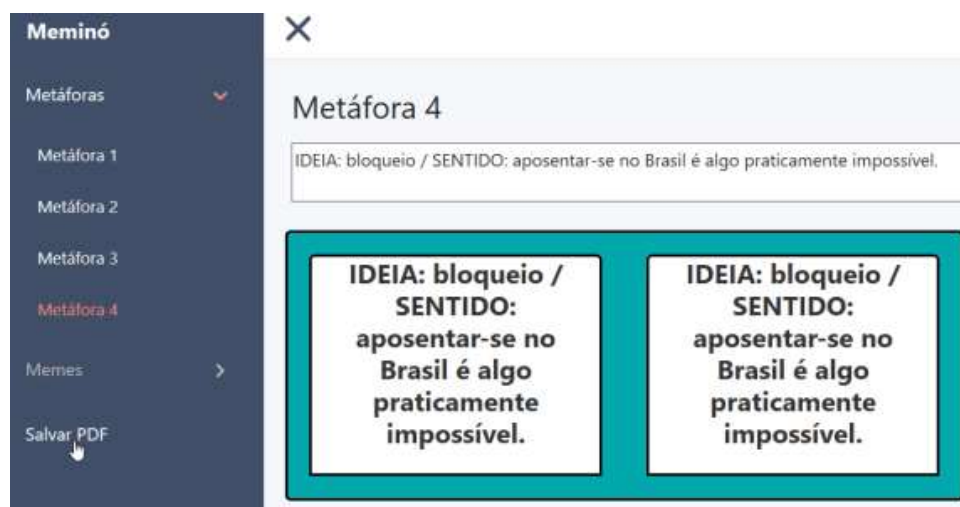 Meminó
Metáforas
Metáfora 1
Metáfora 2
Metáfora 3
Metáfora 4
Memes
Salvar PDF
Metáfora 4
IDEIA: bloqueio / SENTIDO: aposentar-se no Brasil é algo praticamente impossível.
IDEIA: bloqueio /
SENTIDO:
aposentar-se no
Brasil é algo
praticamente
impossível.
IDEIA: bloqueio /
SENTIDO:
aposentar-se no
Brasil é algo
praticamente
impossível.